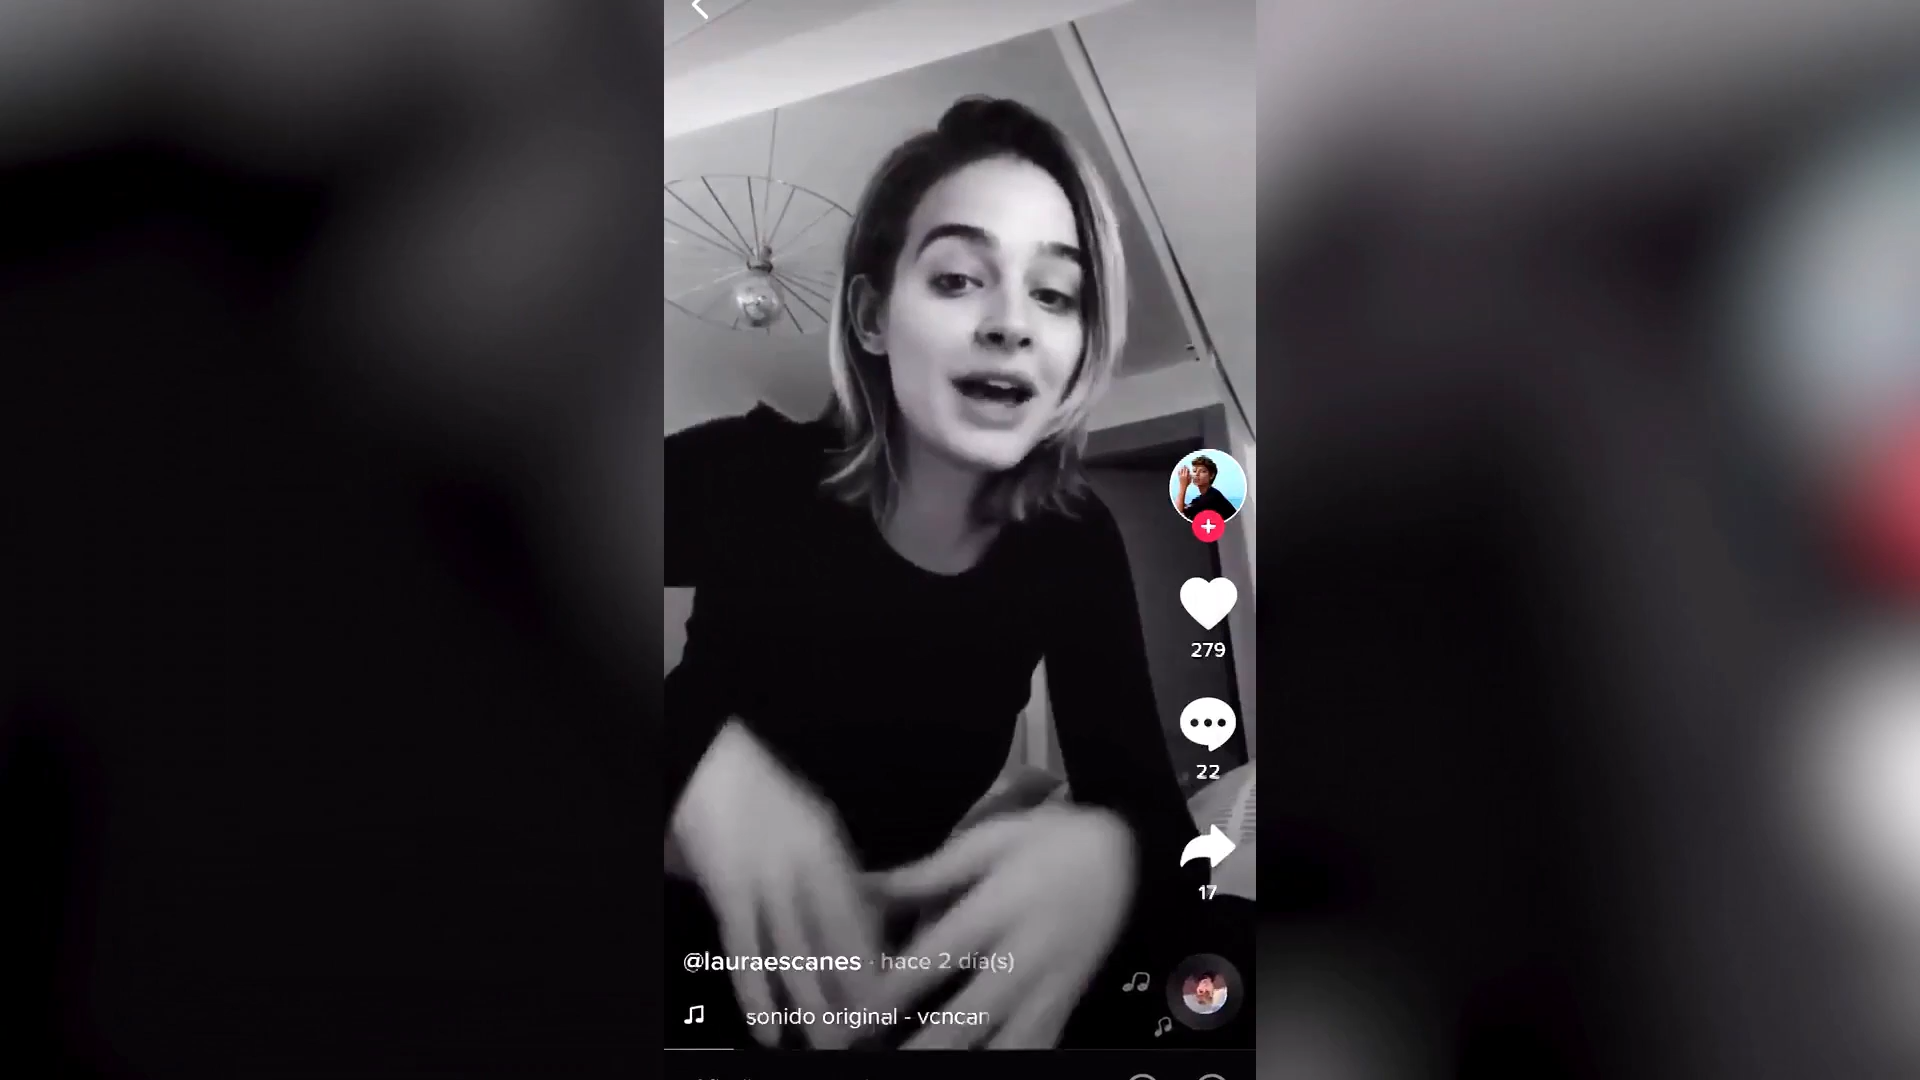 279
22
17
@lauraescanes · hace 2 día(s)
sonido original - vcncan